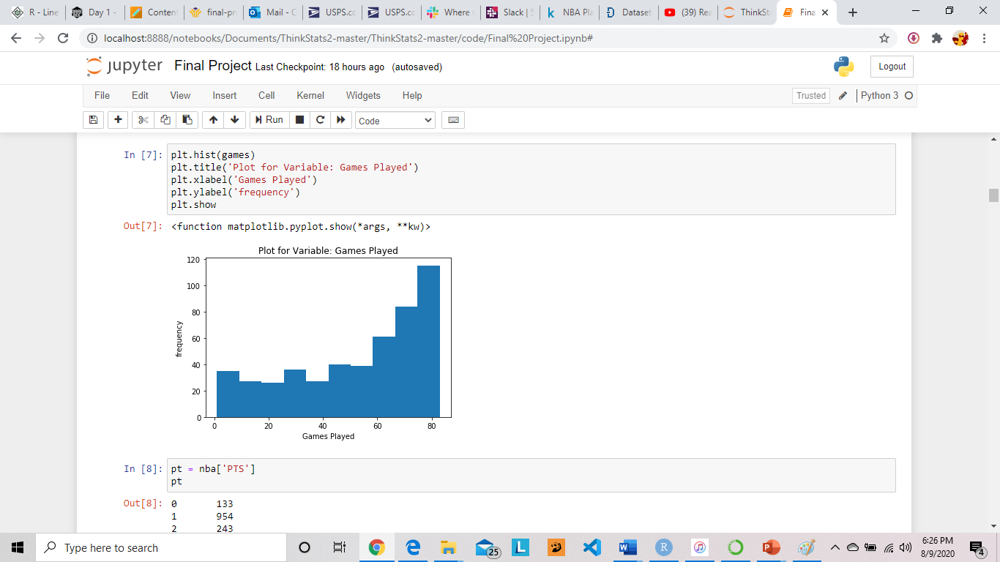 R - Line
Day 1 -
Content
final-pr
Mail - C
USPS.cc
USPS.cc
Where
Slack | S
NBA Pla
Dataset
(39) Rea
ThinkSt
Fina
localhost:8888/notebooks/Documents/ThinkStats2-master/ThinkStats2-master/code/Final%20Project.ipynb#
jupyter Final Project Last Checkpoint: 18 hours ago (autosaved)
Logout
File Edit View Insert Cell Kernel Widgets Help
Trusted
Python 3
Run
Code
In [7]: plt.hist(games)
plt.title('Plot for Variable: Games Played')
plt.xlabel('Games Played')
plt.ylabel('frequency')
plt.show
Out[7]: <function matplotlib.pyplot.show(*args, **kw)>
Plot for Variable: Games Played
120
100
80
60
40
20
0
frequency
0 20 40 60 80
Games Played
In [8]: pt = nba['PTS']
pt
Out[8]: 0 133
1 954
2 243
Type here to search
25
6:26 PM
8/9/2020
4